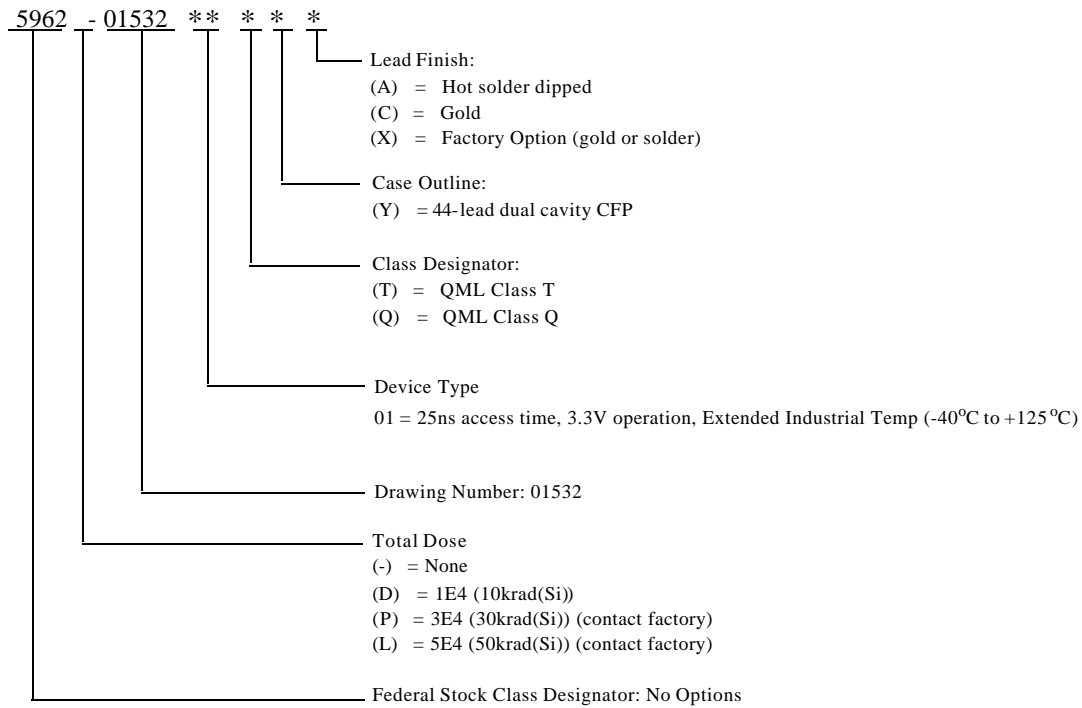 5962 - 01532 ** * * *
Lead Finish:
(A) = Hot solder dipped
(C) = Gold
(X) = Factory Option (gold or solder)
Case Outline:
(Y) = 44-lead dual cavity CFP
Class Designator:
(T) = QML Class T
(Q) = QML Class Q
Device Type
01 = 25ns access time, 3.3V operation, Extended Industrial Temp (-40°C to +125°C)
Drawing Number: 01532
Total Dose
(-) = None
(D) = 1E4 (10krad(Si))
(P) = 3E4 (30krad(Si)) (contact factory)
(L) = 5E4 (50krad(Si)) (contact factory)
Federal Stock Class Designator: No Options